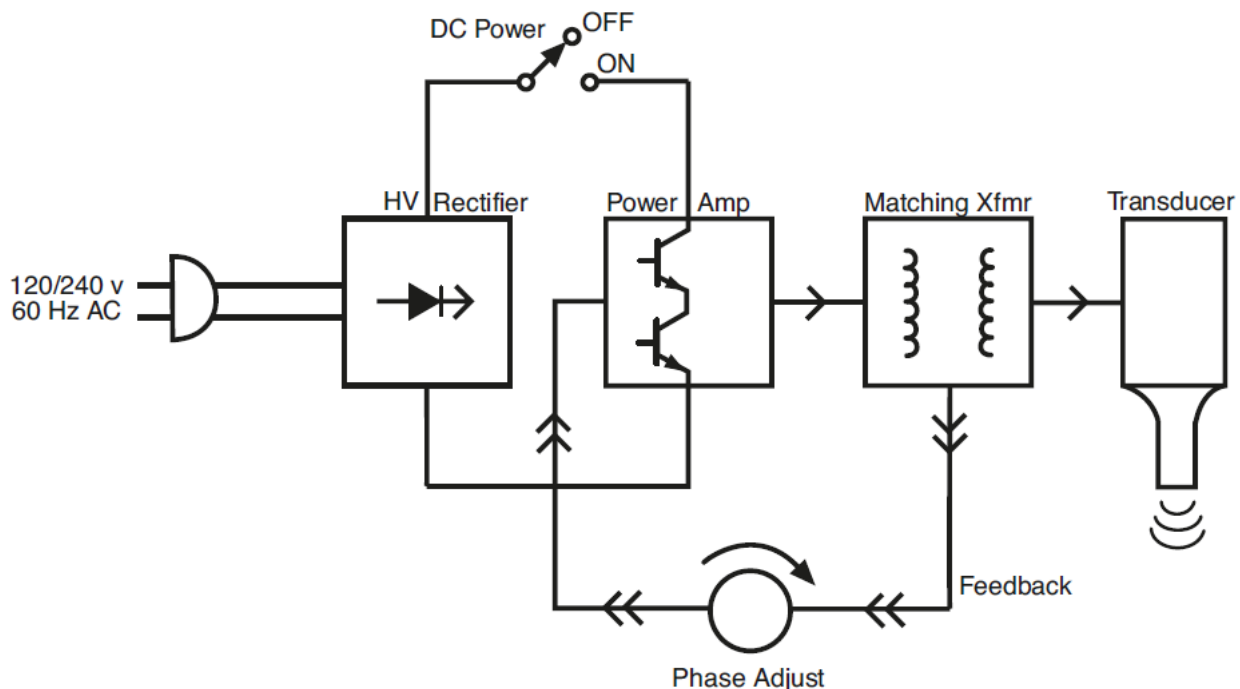 DC Power
OFF
ON
HV Rectifier
Power Amp
Matching Xfmr
Transducer
120/240 v
60 Hz AC
Feedback
Phase Adjust